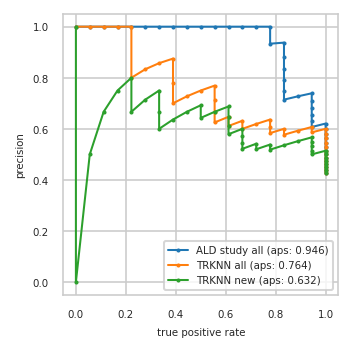 1.0
0.8
0.6
0.4
0.2
0.0
precision
0.0 0.2 0.4 0.6 0.8 1.0
true positive rate
ALD study all (aps: 0.946)
TRKNN all (aps: 0.764)
TRKNN new (aps: 0.632)